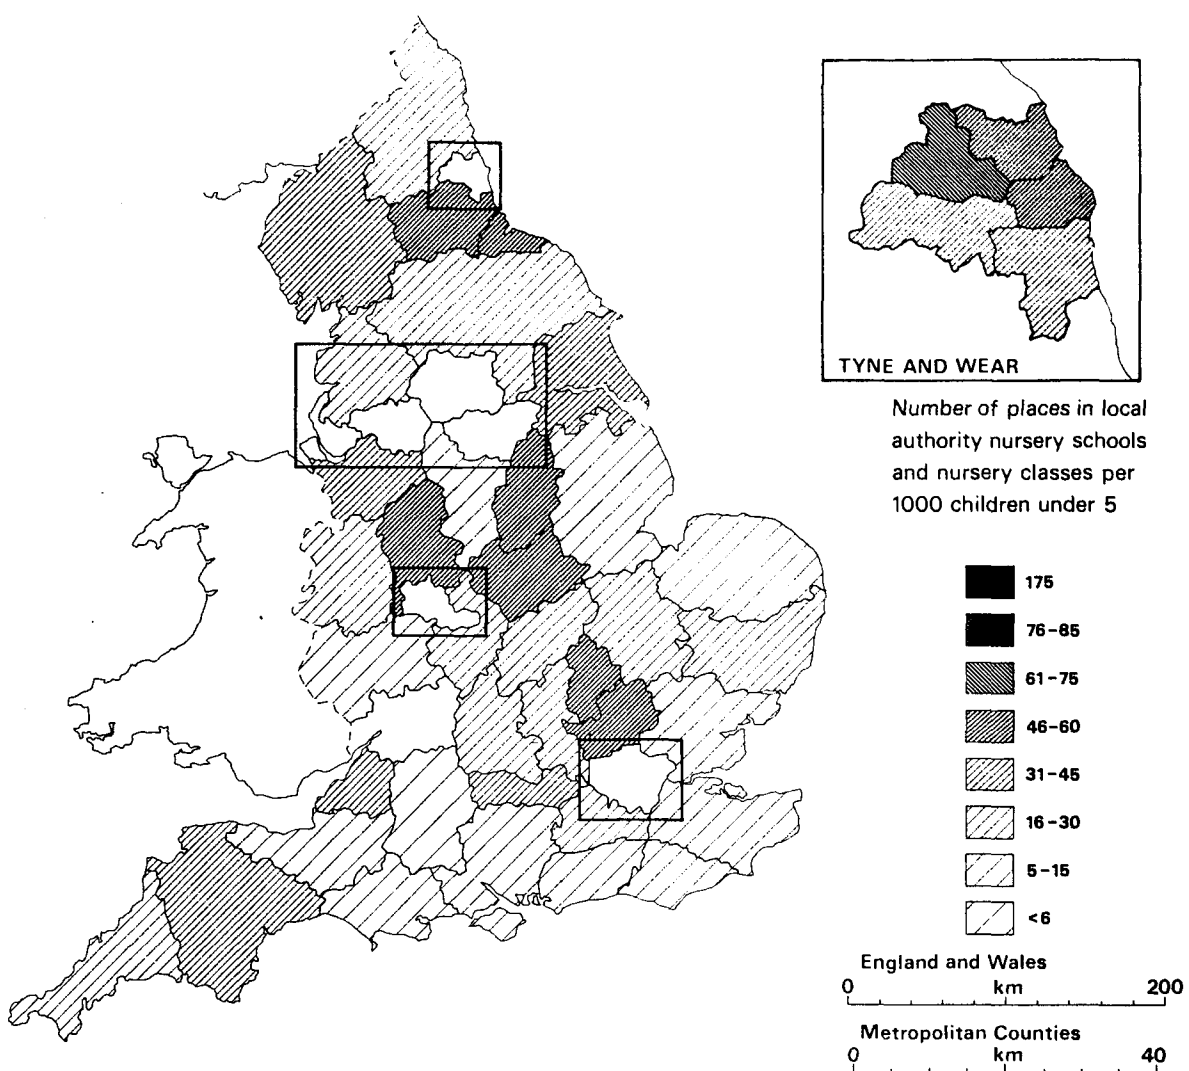 TYNE AND WEAR
Number of places in local
authority nursery schools
and nursery classes per
1000 children under 5
175
76-85
61-75
46-60
31-45
16-30
5-15
<6
England and Wales
0 km 200
Metropolitan Counties
0 km 40